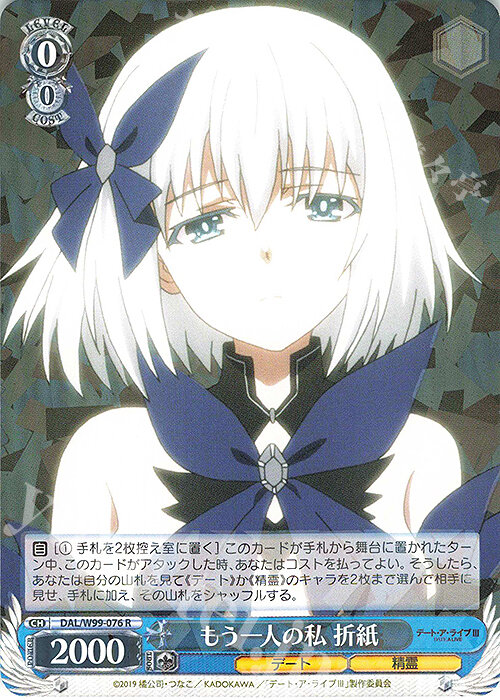 LEVEL
0
0
COST
自 [① 手札を2枚控え室に置く] このカードが手札から舞台に置かれたター
ン中、このカードがアタックした時、あなたはコストを払ってよい。そうしたら、
あなたは自分の山札を見て《デート》か《精霊》のキャラを2枚まで選んで相手に
見せ、手札に加え、その山札をシャッフルする。
CH DAL/W99-076 R
POWER
2000
もう一人の私 折紙
デート・ア・ライブⅢ
DATE A LIVE
デート
精霊
©2019 橘公司・つなこ/KADOKAWA/「デート・ア・ライブⅢ」製作委員会